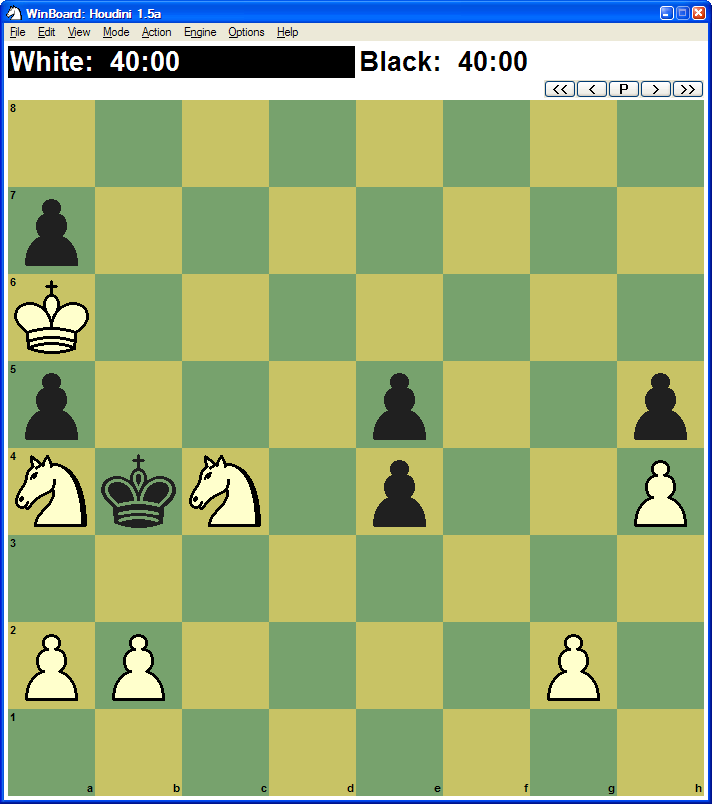 WinBoard: Houdini 1.5a
File Edit View Mode Action Engine Options Help
White: 40:00 Black: 40:00
<< < P > >>
8
7
6
5
4
3
2
1
a b c d e f g h